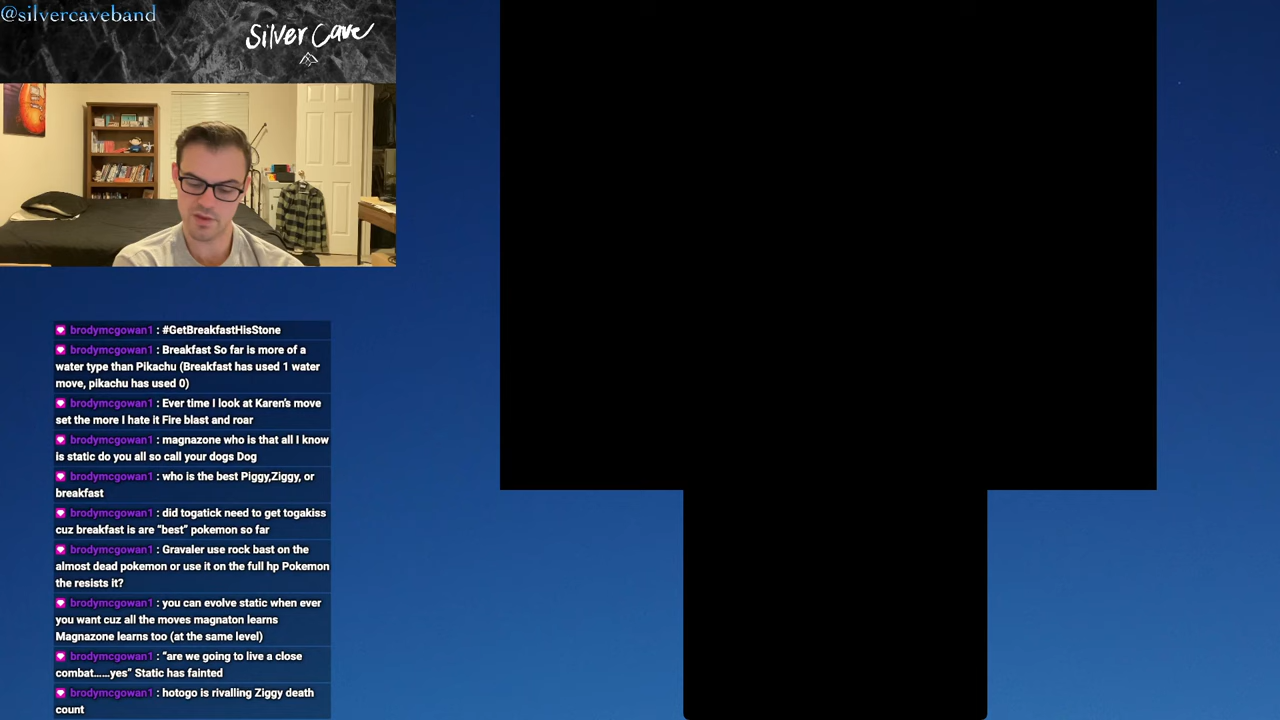 @silvercaveband
Silver Cave
brodymcgowan1 : #GetBreakfastHisStone
brodymcgowan1 : Breakfast So far is more of a
water type than Pikachu (Breakfast has used 1 water
move, pikachu has used 0)
brodymcgowan1 : Ever time I look at Karen's move
set the more I hate it Fire blast and roar
brodymcgowan1 : magnazone who is that all I know
is static do you all so call your dogs Dog
brodymcgowan1 : who is the best Piggy,Ziggy, or
breakfast
brodymcgowan1 : did togatick need to get togakiss
cuz breakfast is are “best” pokemon so far
brodymcgowan1 : Gravaler use rock bast on the
almost dead pokemon or use it on the full hp Pokemon
the resists it?
brodymcgowan1 : you can evolve static when ever
you want cuz all the moves magnaton learns
Magnazone learns too (at the same level)
brodymcgowan1 : “are we going to live a close
combat......yes” Static has fainted
brodymcgowan1 : hotogo is rivalling Ziggy death
count